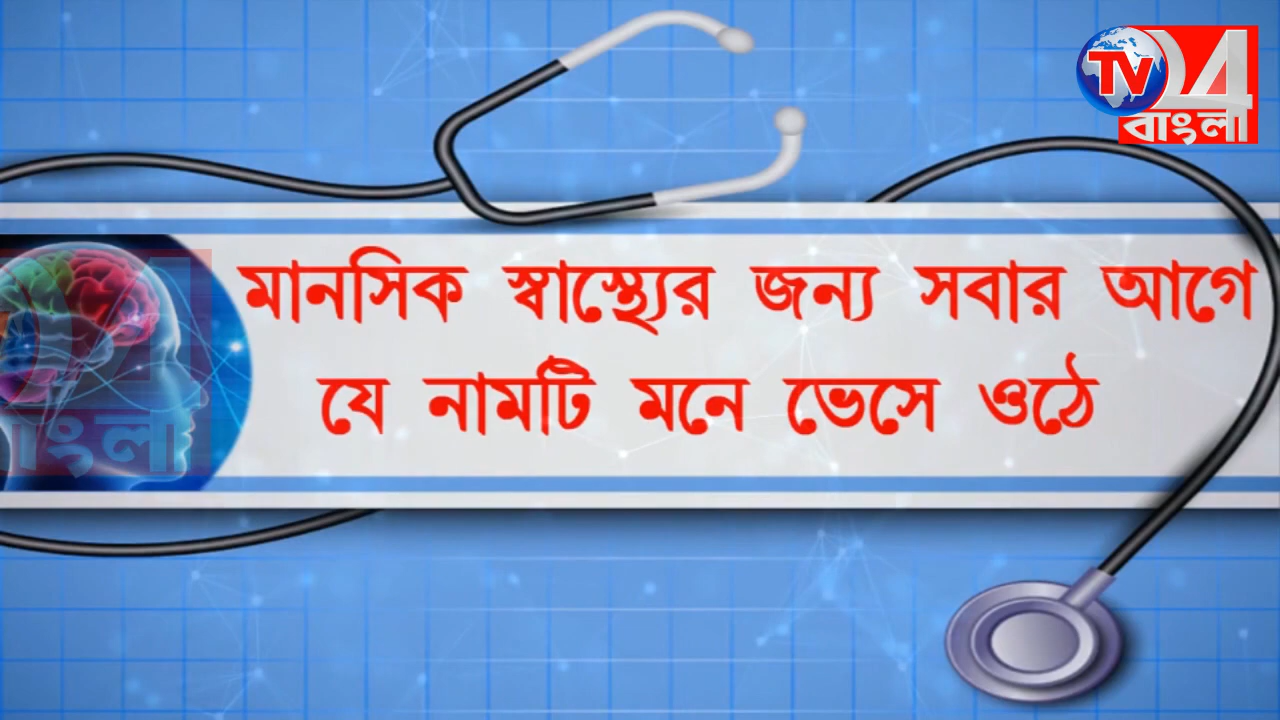 TV 24
বাংলা
মানসিক স্বাস্থ্যের জন্য সবার আগে
যে নামটি মনে ভেসে ওঠে